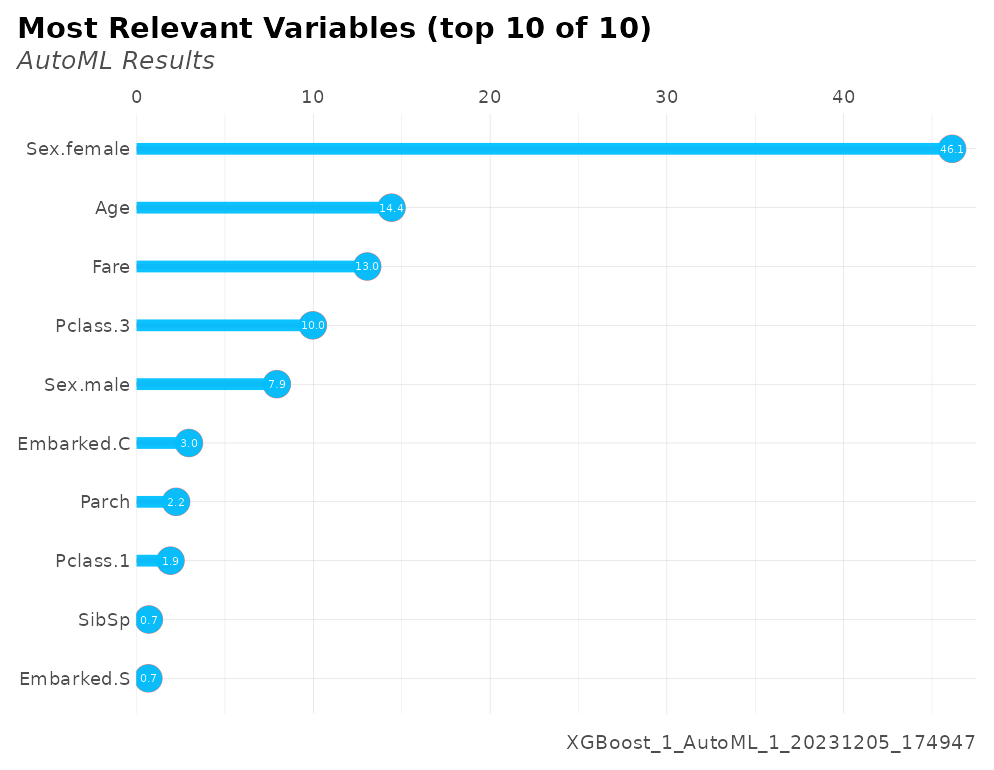 Most Relevant Variables (top 10 of 10)
AutoML Results
0 10 20 30 40
Sex.female 46.1
Age 14.4
Fare 13.0
Pclass.3 10.0
Sex.male 7.9
Embarked.C 3.0
Parch 2.2
Pclass.1 1.9
SibSp 0.7
Embarked.S 0.7
XGBoost_1_AutoML_1_20231205_174947